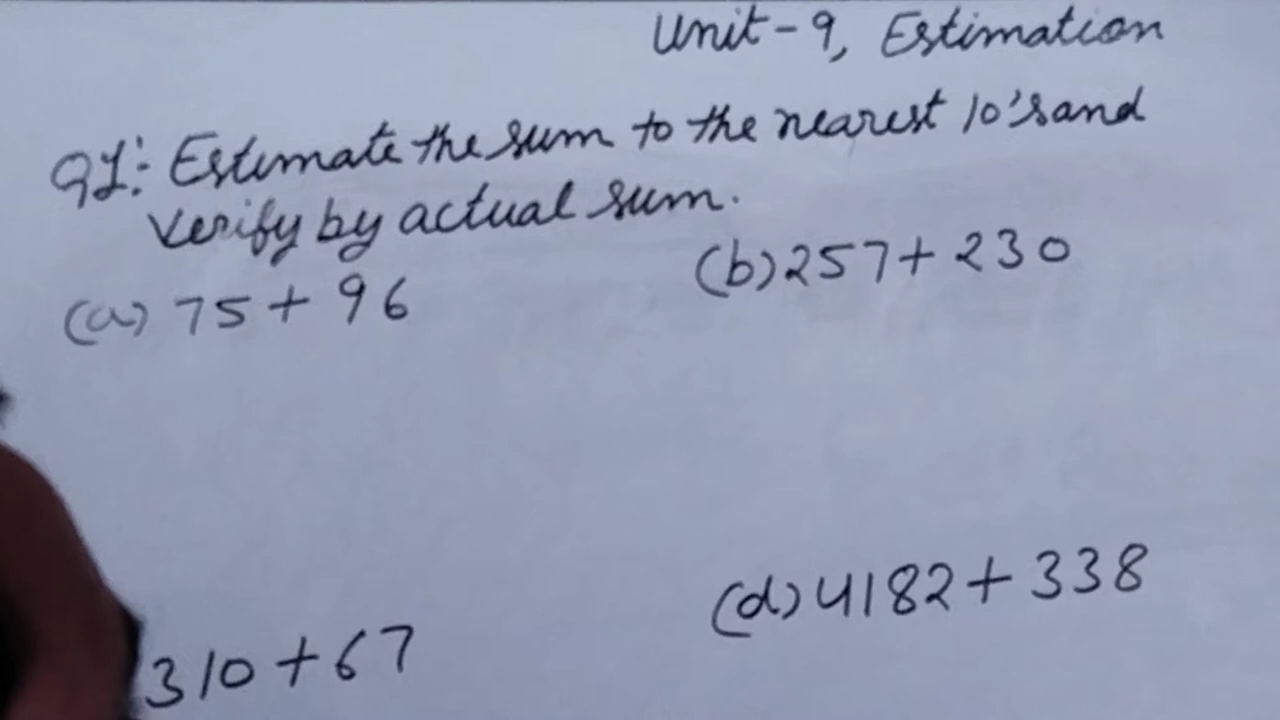 Unit-9, Estimation
Q1: Estimate the sum to the nearest 10's and
Verify by actual sum.
(a) 75 + 96
(b) 257 + 230
310 + 67
(d) 4182 + 338